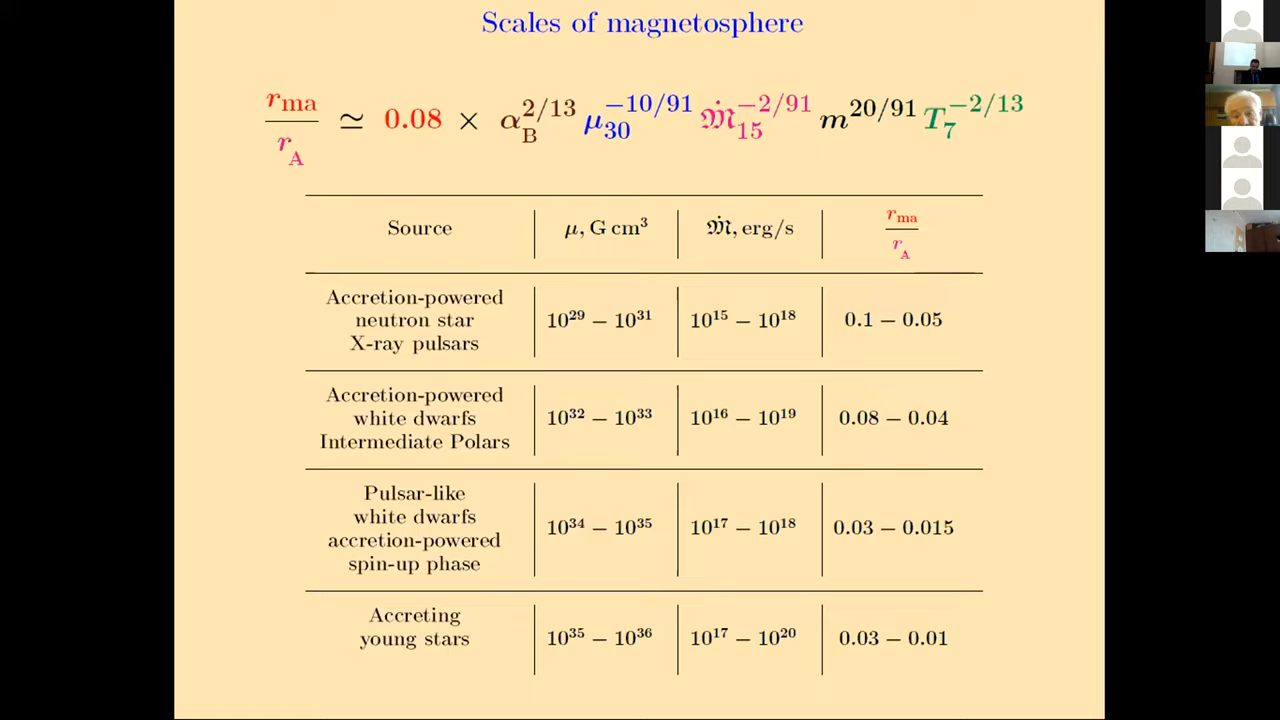 Scales of magnetosphere
r_ma / r_A ≃ 0.08 × α_B^{2/13} μ_30^{−10/91} 𝔐̇_15^{−2/91} m^{20/91} T_7^{−2/13}
Source | μ, G cm³ | 𝔐̇, erg/s | r_ma / r_A
Accretion-powered
neutron star | 10²⁹ − 10³¹ | 10¹⁵ − 10¹⁸ | 0.1 − 0.05
X-ray pulsars
Accretion-powered
white dwarfs | 10³² − 10³³ | 10¹⁶ − 10¹⁹ | 0.08 − 0.04
Intermediate Polars
Pulsar-like
white dwarfs | 10³⁴ − 10³⁵ | 10¹⁷ − 10¹⁸ | 0.03 − 0.015
accretion-powered
spin-up phase
Accreting
young stars | 10³⁵ − 10³⁶ | 10¹⁷ − 10²⁰ | 0.03 − 0.01